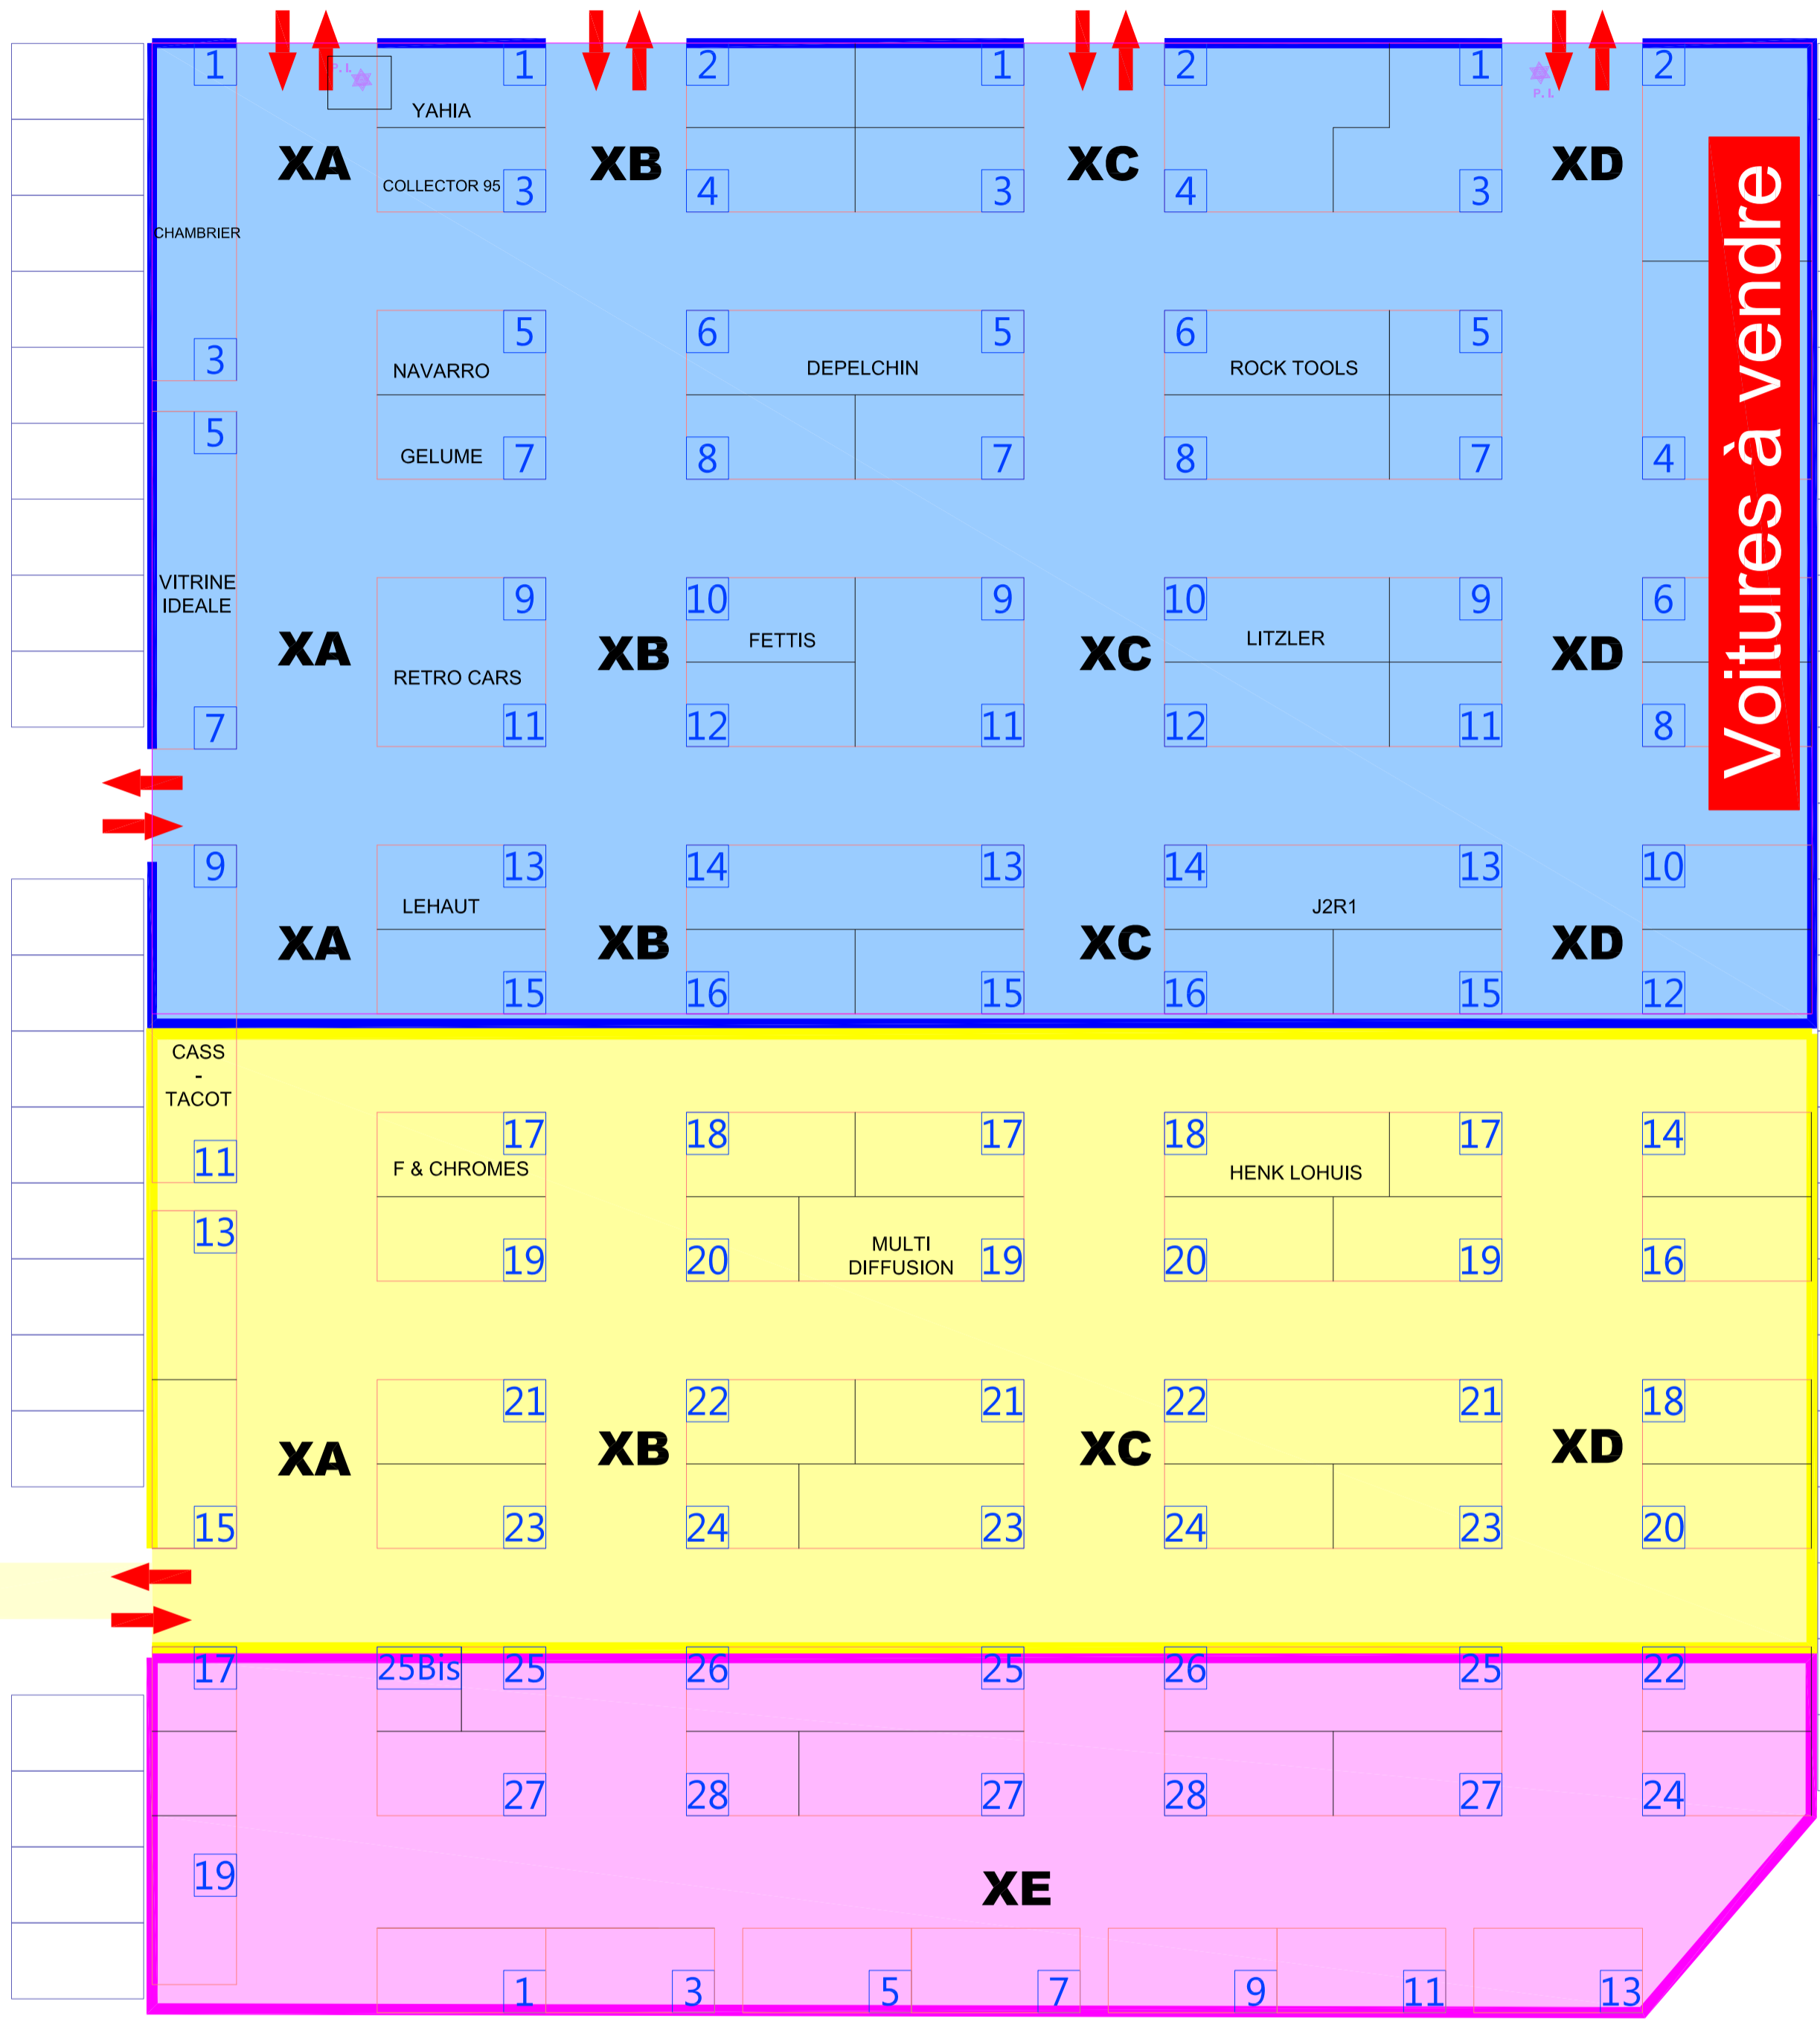 1 1 2 1 2 1 2
P. I.
P. I.
YAHIA
XA XB XC XD
COLLECTOR 95 3 4 3 4 3
CHAMBRIER
Voitures à vendre
5 6 5 6 5
3 NAVARRO DEPELCHIN ROCK TOOLS
5
GELUME 7 8 7 8 7 4
VITRINE
IDEALE
9 10 9 10 9 6
FETTIS LITZLER
XA XB XC XD
RETRO CARS
7 11 12 11 12 11 8
9 13 14 13 14 13 10
LEHAUT J2R1
XA XB XC XD
15 16 15 16 15 12
CASS
-
TACOT
17 18 17 18 17 14
11 F & CHROMES HENK LOHUIS
13
MULTI
DIFFUSION
19 20 19 20 19 16
21 22 21 22 21 18
XA XB XC XD
15 23 24 23 24 23 20
17 25Bis 25 26 25 26 25 22
27 28 27 28 27 24
19
XE
1 3 5 7 9 11 13